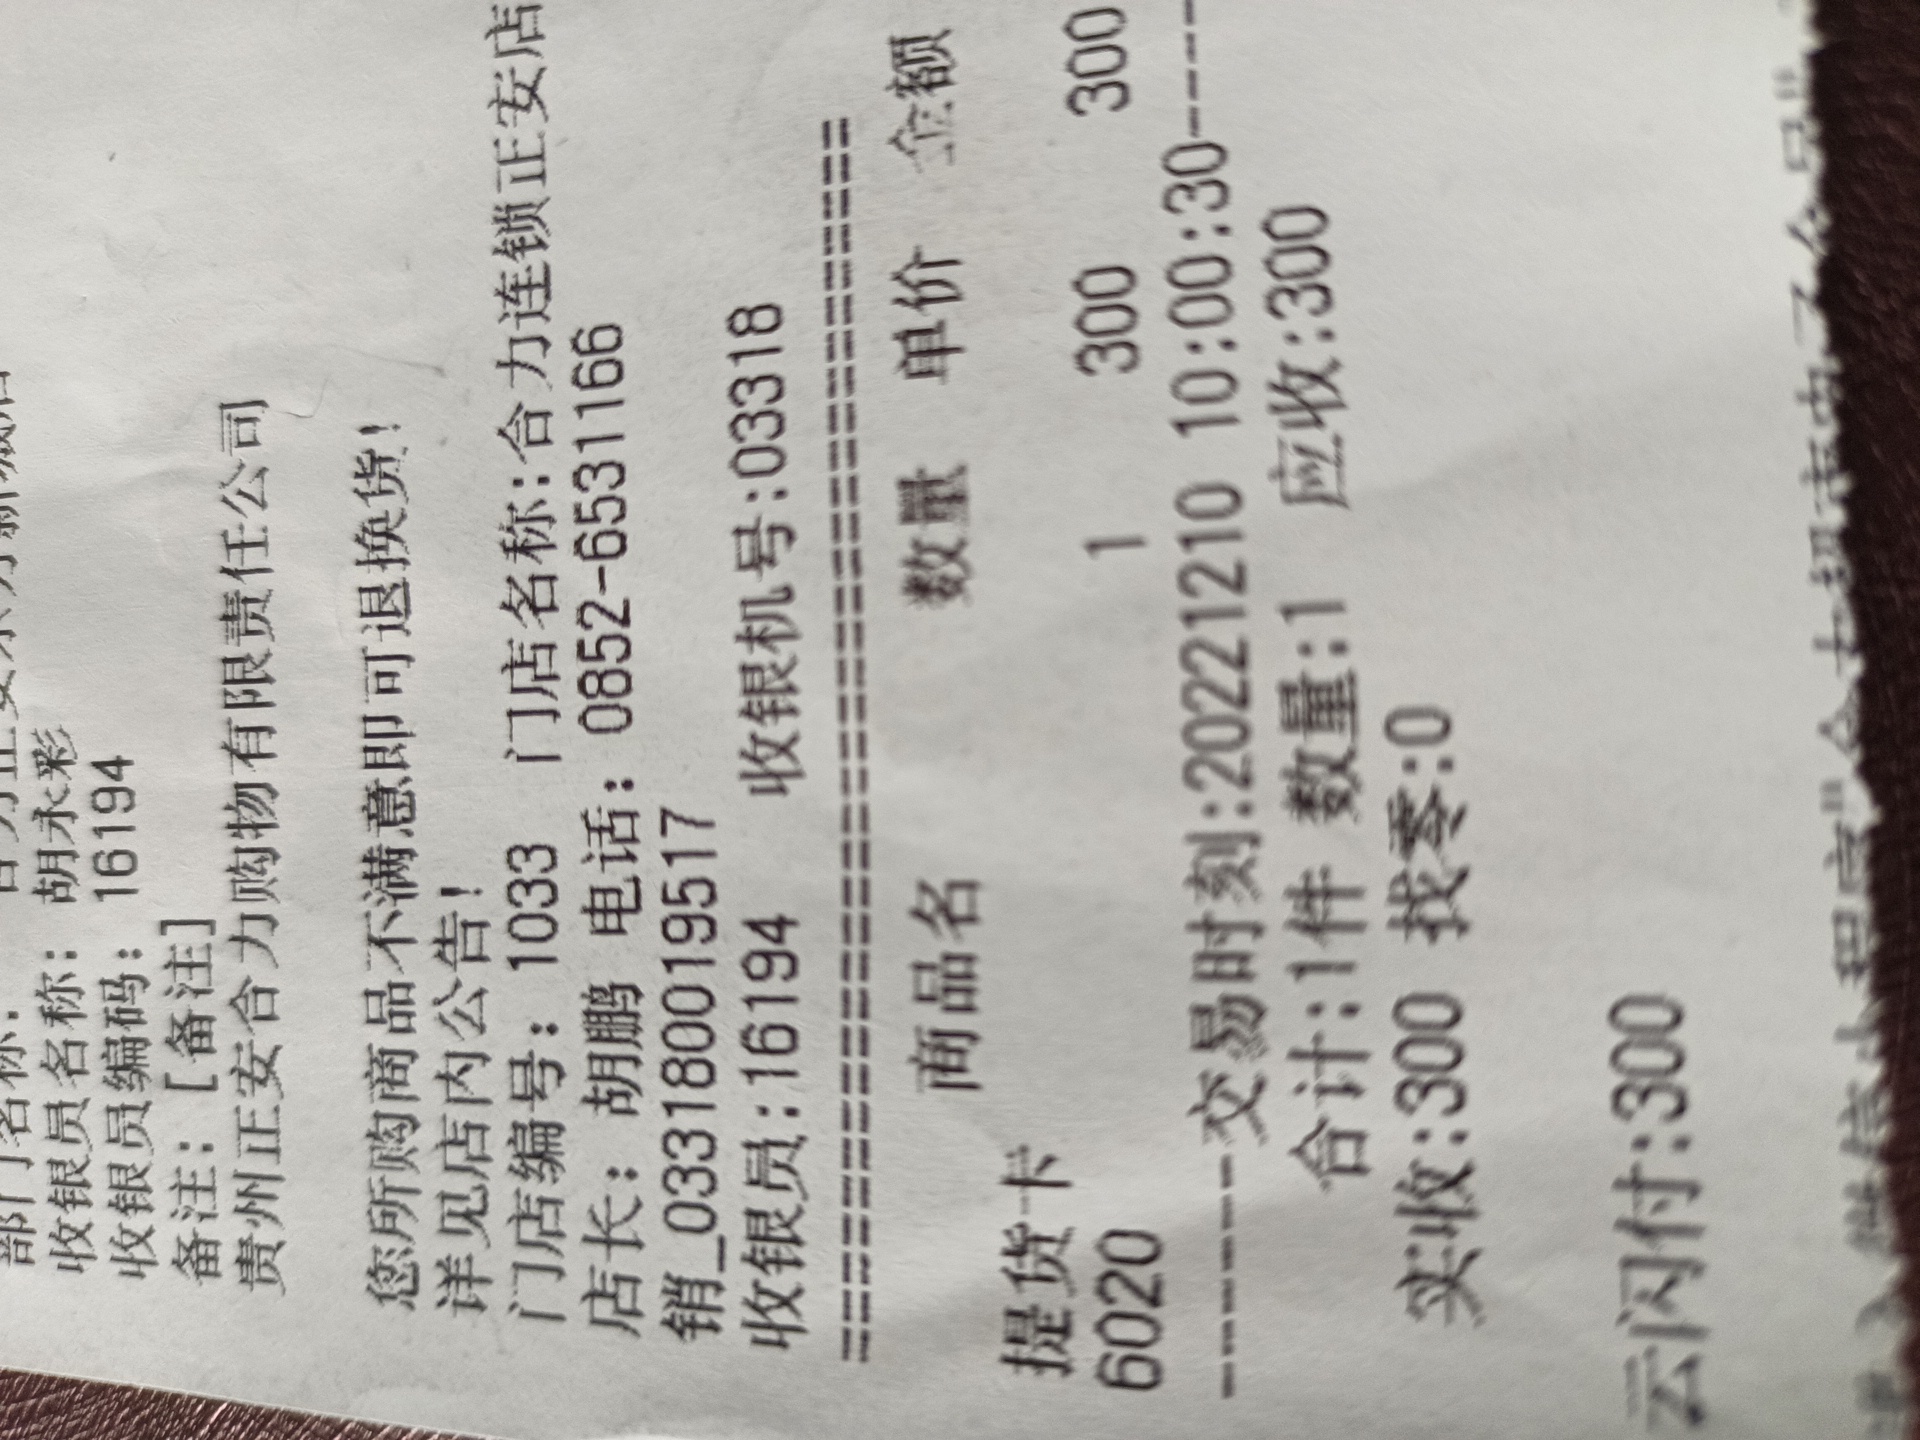 收银员名称： 胡永彩
收银员编码： 16194
备注：[备注]
贵州正安合力购物有限责任公司
您所购商品不满意即可退换货！
详见店内公告！
门店编号：1033 门店名称：合力连锁正安店
店长：胡鹏 电话：0852-6531166
销_0331800019517
收银员:16194 收银机号:03318
商品名 数量 单价 金额
提货卡
6020 1 300 300
-------交易时刻:20221210 10:00:30-----
合计:1件 数量:1 应收:300
实收:300 找零:0
云闪付:300